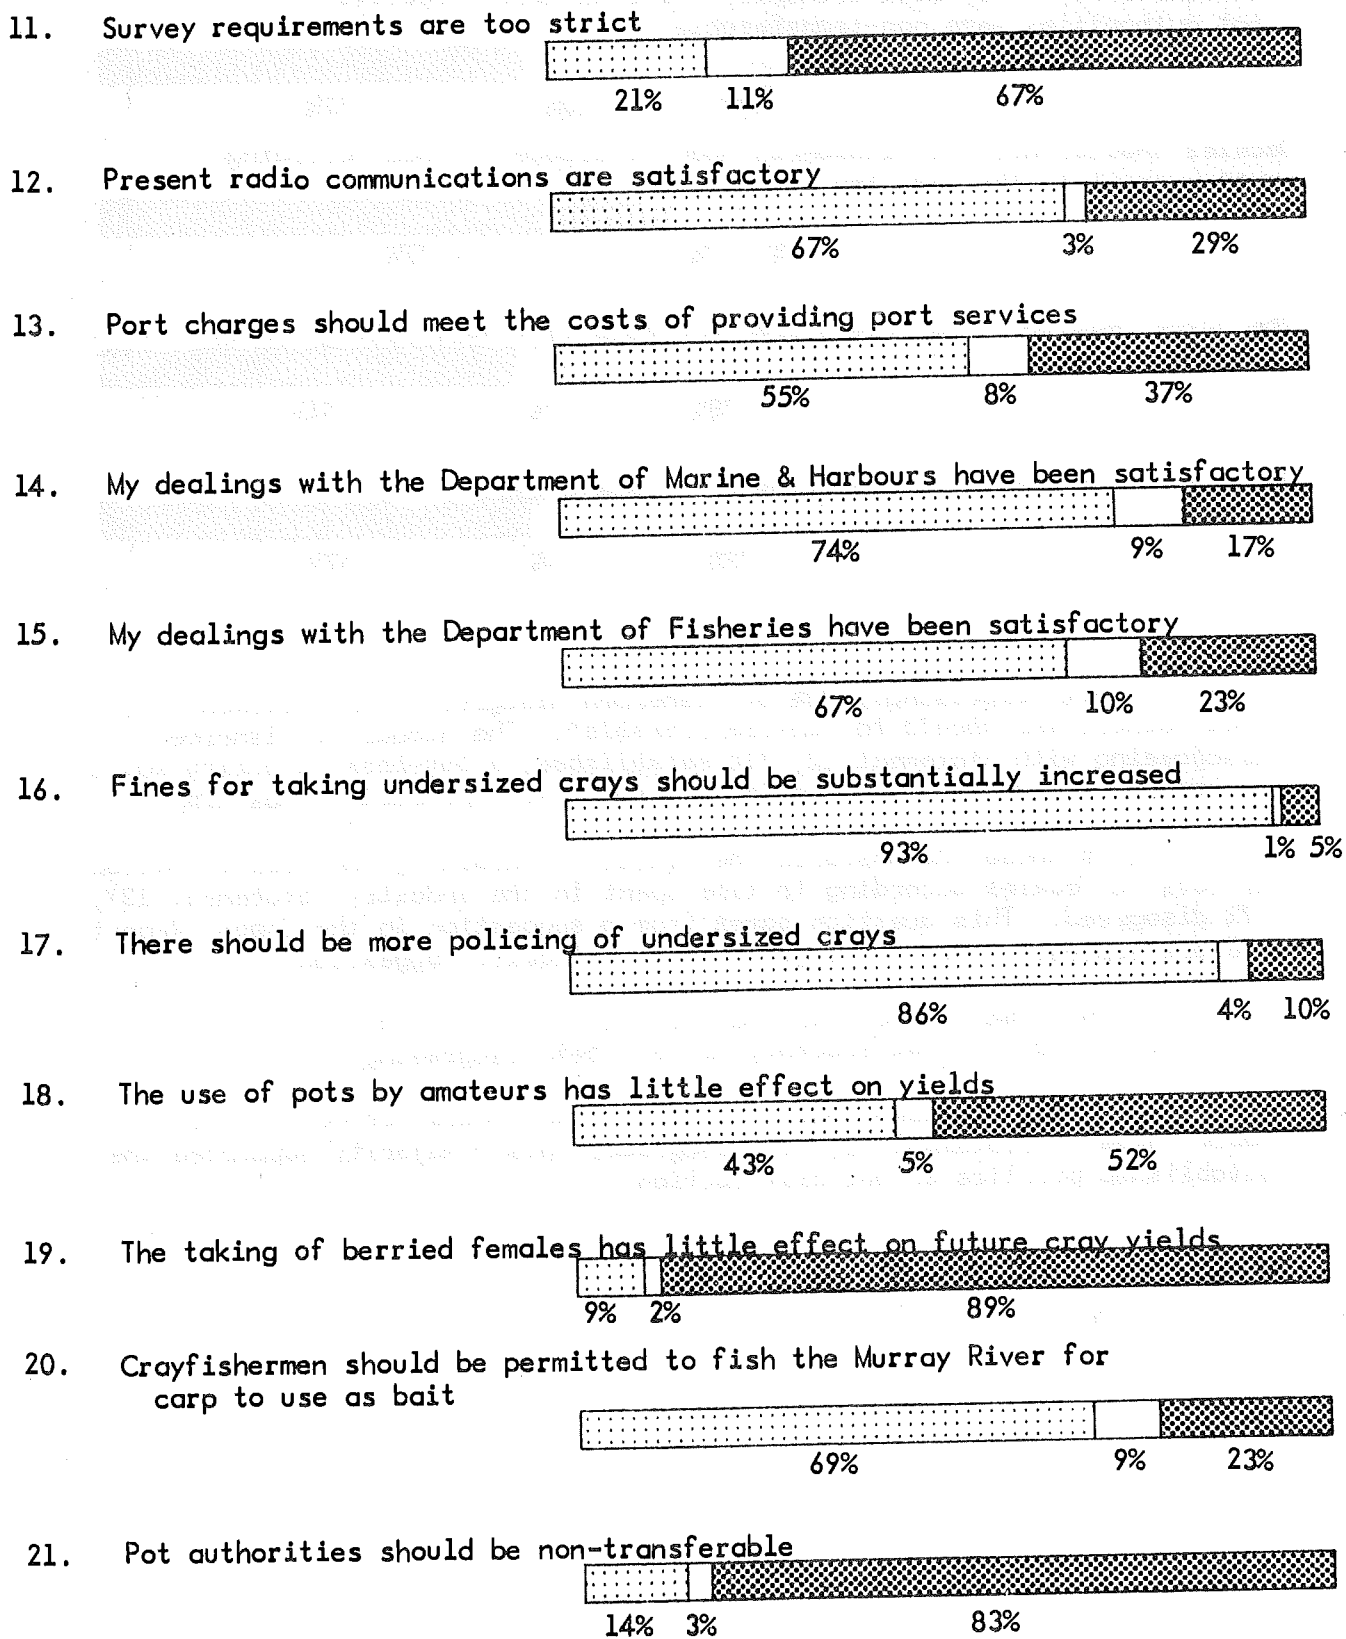 11. Survey requirements are too strict
21% 11% 67%
12. Present radio communications are satisfactory
67% 3% 29%
13. Port charges should meet the costs of providing port services
55% 8% 37%
14. My dealings with the Department of Marine & Harbours have been satisfactory
74% 9% 17%
15. My dealings with the Department of Fisheries have been satisfactory
67% 10% 23%
16. Fines for taking undersized crays should be substantially increased
93% 1% 5%
17. There should be more policing of undersized crays
86% 4% 10%
18. The use of pots by amateurs has little effect on yields
43% 5% 52%
19. The taking of berried females has little effect on future cray yields
9% 2% 89%
20. Crayfishermen should be permitted to fish the Murray River for
carp to use as bait
69% 9% 23%
21. Pot authorities should be non-transferable
14% 3% 83%